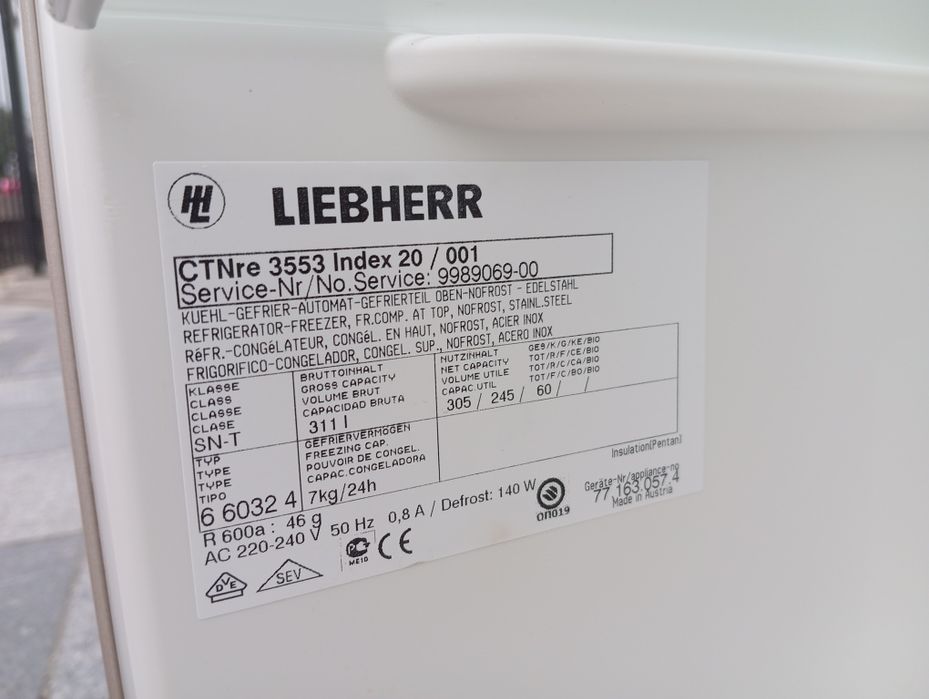 HL
LIEBHERR
CTNre 3553 Index 20 / 001
Service-Nr/No.Service: 9989069-00
KUEHL-GEFRIER-AUTOMAT-GEFRIERTEIL OBEN-NOFROST - EDELSTAHL
REFRIGERATOR-FREEZER, FR.COMP. AT TOP, NOFROST, STAINL.STEEL
RéFR.-CONGéLATEUR, CONGéL. EN HAUT, NOFROST, ACIER INOX
FRIGORIFICO-CONGELADOR, CONGEL. SUP., NOFROST, ACERO INOX
KLASSE
CLASS
CLASSE
CLASE
SN-T
BRUTTOINHALT
GROSS CAPACITY
VOLUME BRUT
CAPACIDAD BRUTA
311 l
NUTZINHALT GES/K/G/KE/BIO
NET CAPACITY TOT/R/F/CE/BIO
VOLUME UTILE TOT/R/C/CA/BIO
CAPAC UTIL TOT/F/C/BO/BIO
305 / 245 / 60 / /
TYP
TYPE
TYPE
TIPO
6 6032 4
GEFRIERVERMÖGEN
FREEZING CAP.
POUVOIR DE CONGEL.
CAPAC.CONGELADORA
7kg/24h
Insulation(Pentan)
R 600a : 46 g
AC 220-240 V 50 Hz 0,8 A / Defrost: 140 W
Geräte-Nr/appliance-no
77.163.057.4
Made in Austria
ОП019
PC
ME10
CE
DVE
SEV